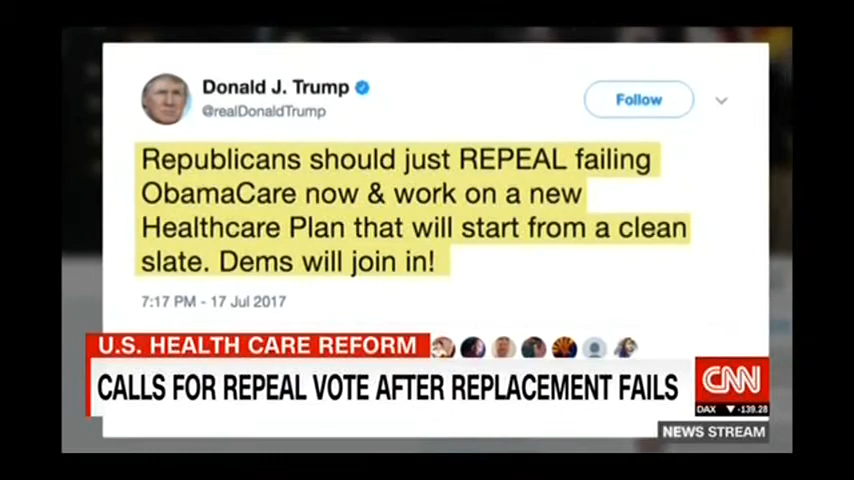 Donald J. Trump
@realDonaldTrump
Follow
Republicans should just REPEAL failing
ObamaCare now & work on a new
Healthcare Plan that will start from a clean
slate. Dems will join in!
7:17 PM - 17 Jul 2017
U.S. HEALTH CARE REFORM
CALLS FOR REPEAL VOTE AFTER REPLACEMENT FAILS
CNN
DAX ▼ -139.28
NEWS STREAM